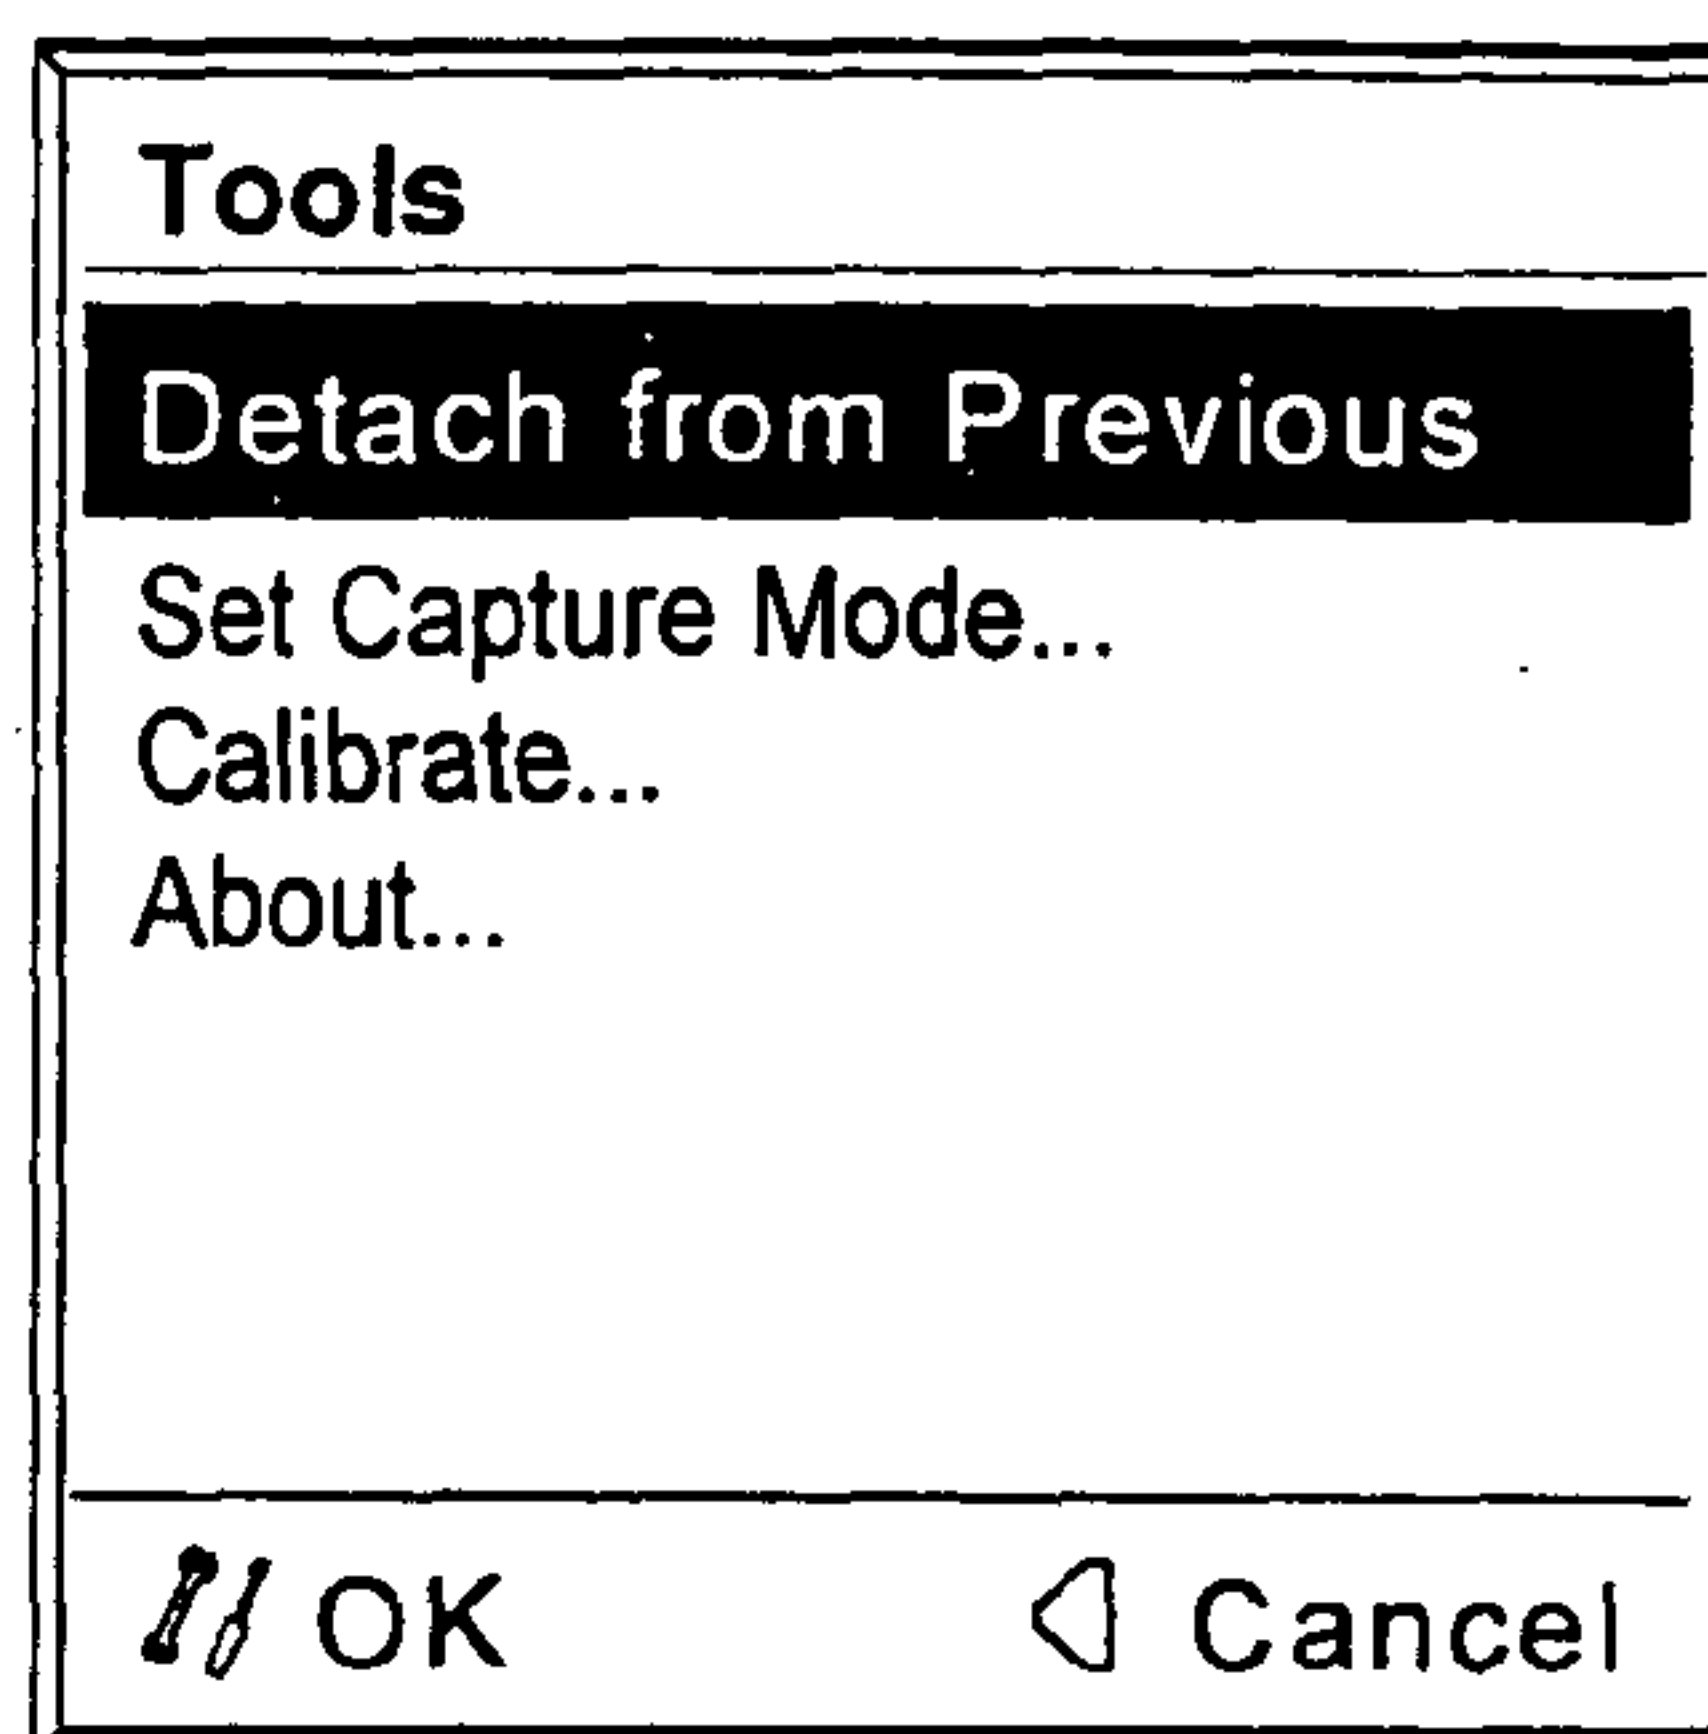 Tools
Detach from Previous
Set Capture Mode...
Calibrate...
About...
OK Cancel